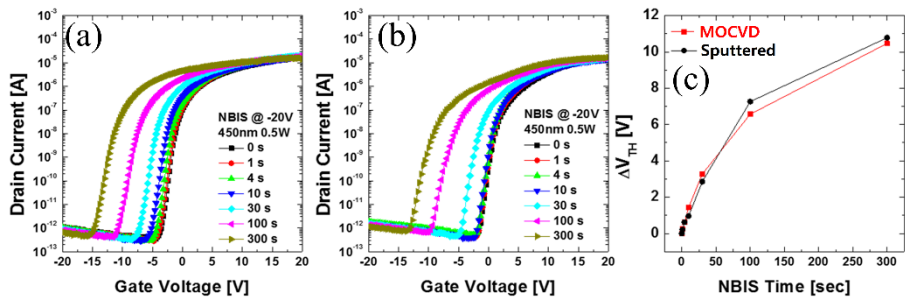 (a)
Drain Current [A]
10⁻⁴
10⁻⁵
10⁻⁶
10⁻⁷
10⁻⁸
10⁻⁹
10⁻¹⁰
10⁻¹¹
10⁻¹²
10⁻¹³
NBIS @ -20V
450nm 0.5W
0 s
1 s
4 s
10 s
30 s
100 s
300 s
-20 -15 -10 -5 0 5 10 15 20
Gate Voltage [V]
(b)
Drain Current [A]
10⁻⁴
10⁻⁵
10⁻⁶
10⁻⁷
10⁻⁸
10⁻⁹
10⁻¹⁰
10⁻¹¹
10⁻¹²
10⁻¹³
NBIS @ -20V
450nm 0.5W
0 s
1 s
4 s
10 s
30 s
100 s
300 s
-20 -15 -10 -5 0 5 10 15 20
Gate Voltage [V]
(c)
MOCVD
Sputtered
ΔV_TH [V]
12
10
8
6
4
2
0
0 50 100 150 200 250 300
NBIS Time [sec]